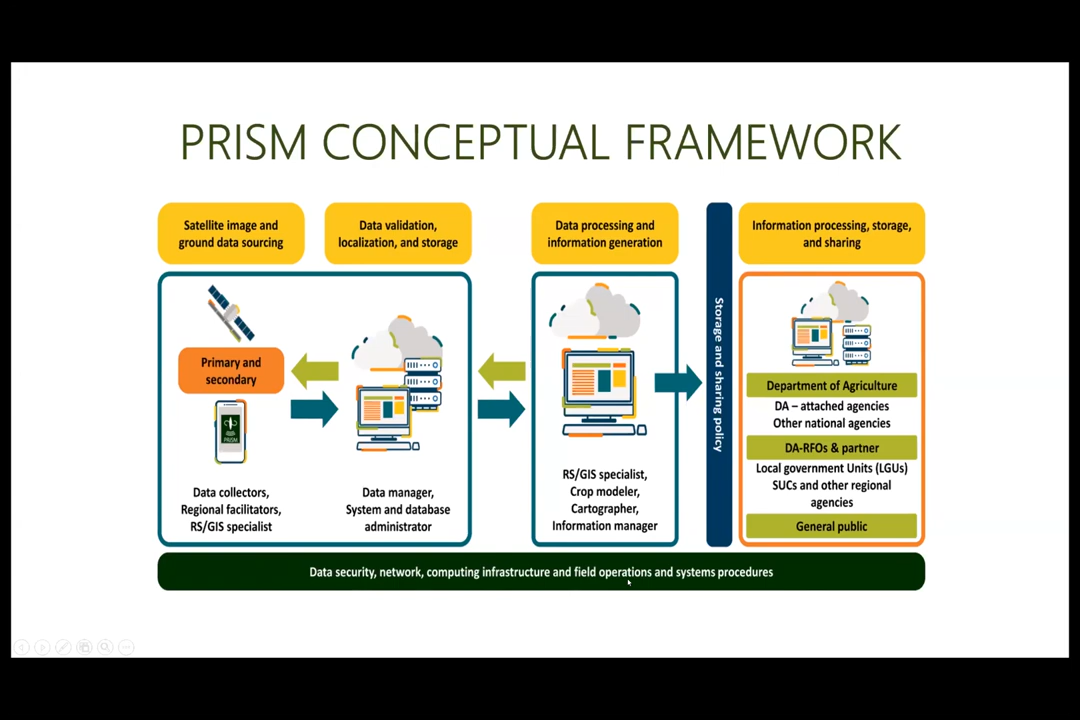 PRISM CONCEPTUAL FRAMEWORK
Satellite image and
ground data sourcing
Data validation,
localization, and storage
Data processing and
information generation
Information processing, storage,
and sharing
Primary and
secondary
PRISM
Data collectors,
Regional facilitators,
RS/GIS specialist
Data manager,
System and database
administrator
RS/GIS specialist,
Crop modeler,
Cartographer,
Information manager
Storage and sharing policy
Department of Agriculture
DA – attached agencies
Other national agencies
DA-RFOs & partner
Local government Units (LGUs)
SUCs and other regional
agencies
General public
Data security, network, computing infrastructure and field operations and systems procedures